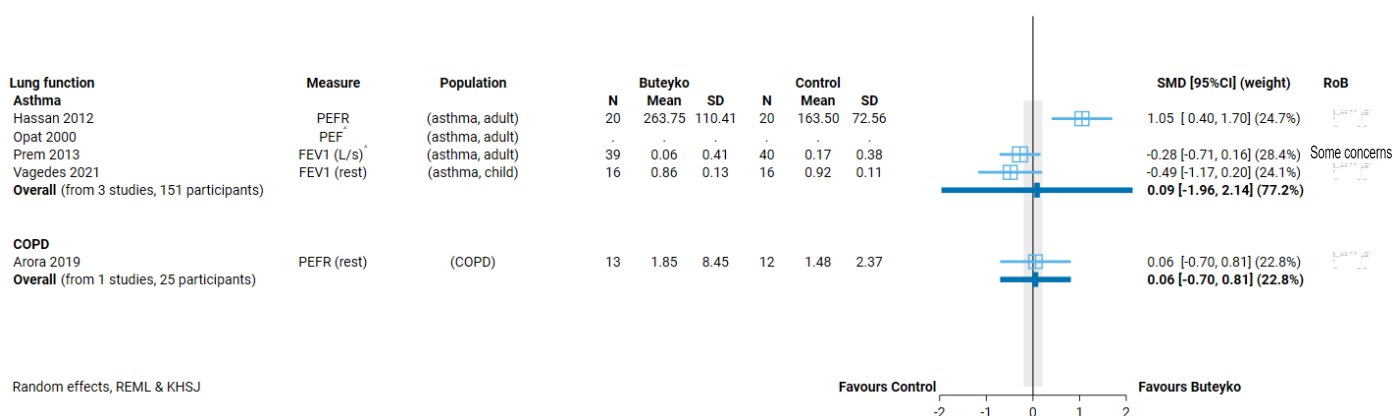 Lung function Measure Population Buteyko Control SMD [95%CI] (weight) RoB
Asthma N Mean SD N Mean SD
Hassan 2012 PEFR (asthma, adult) 20 263.75 110.41 20 163.50 72.56 1.05 [ 0.40, 1.70] (24.7%)
Opat 2000 PEF^ (asthma, adult) . . . . . .
Prem 2013 FEV1 (L/s)^ (asthma, adult) 39 0.06 0.41 40 0.17 0.38 -0.28 [-0.71, 0.16] (28.4%) Some concerns
Vagedes 2021 FEV1 (rest) (asthma, child) 16 0.86 0.13 16 0.92 0.11 -0.49 [-1.17, 0.20] (24.1%)
Overall (from 3 studies, 151 participants) 0.09 [-1.96, 2.14] (77.2%)
COPD
Arora 2019 PEFR (rest) (COPD) 13 1.85 8.45 12 1.48 2.37 0.06 [-0.70, 0.81] (22.8%)
Overall (from 1 studies, 25 participants) 0.06 [-0.70, 0.81] (22.8%)
Random effects, REML & KHSJ Favours Control Favours Buteyko
-2 -1 0 1 2